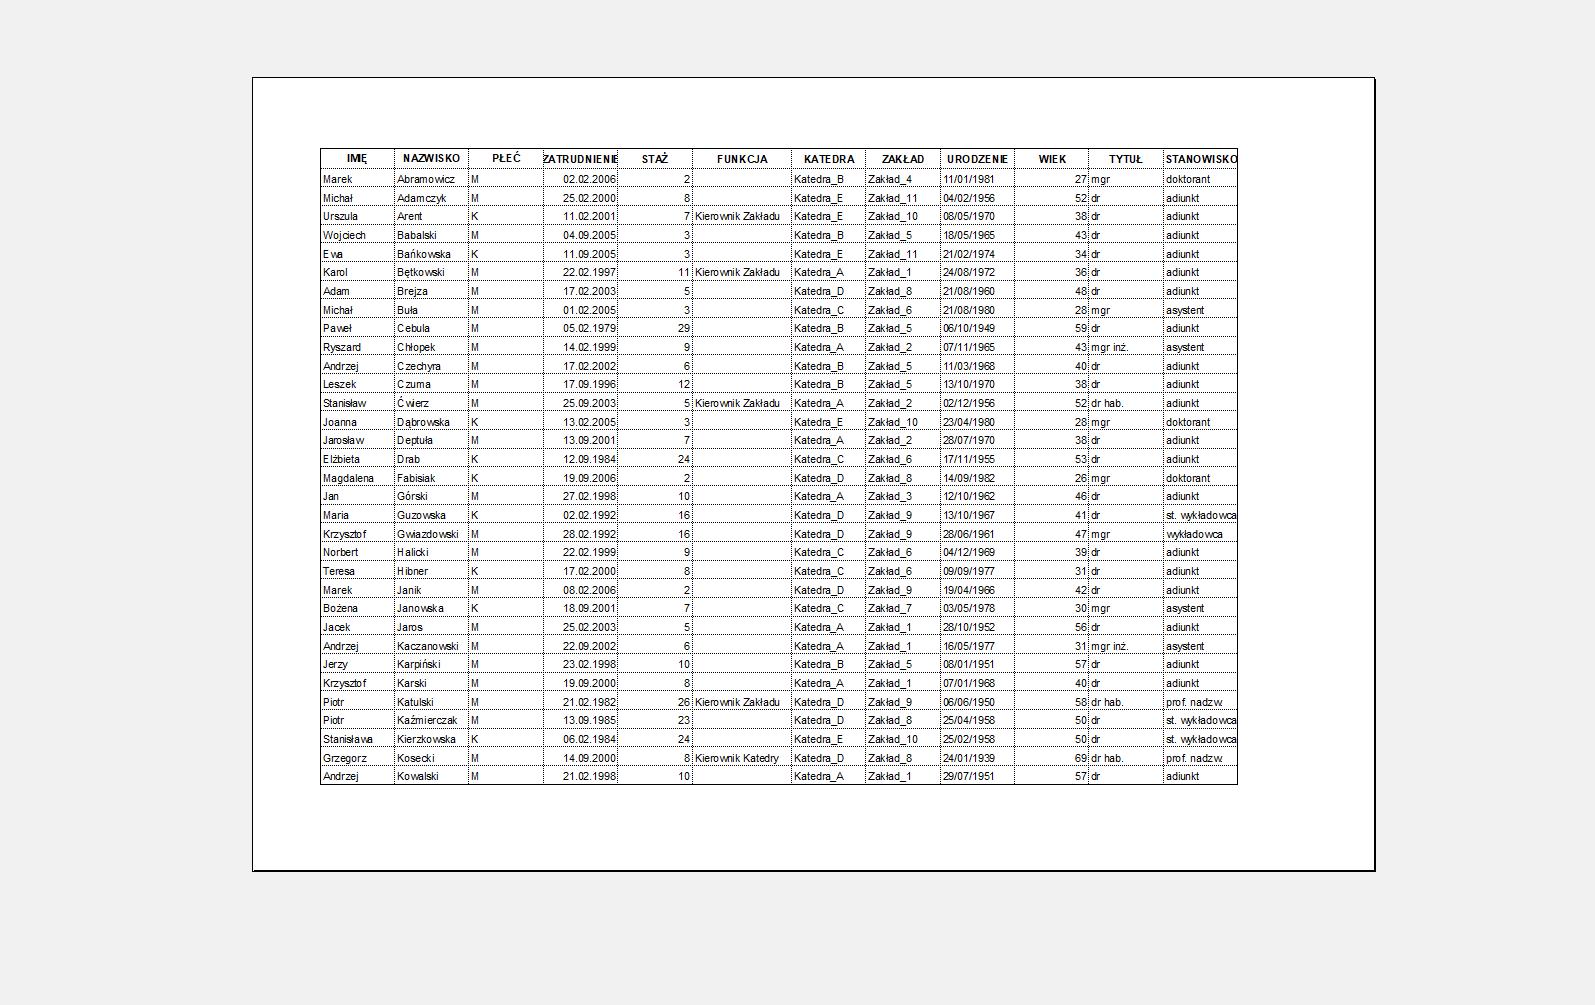 IMIĘ NAZWISKO PŁEĆ ZATRUDNIENIE STAŻ FUNKCJA KATEDRA ZAKŁAD URODZENIE WIEK TYTUŁ STANOWISKO
Marek Abramowicz M 02.02.2006 2 Katedra_B Zakład_4 11/01/1981 27 mgr doktorant
Michał Adamczyk M 25.02.2000 8 Katedra_E Zakład_11 04/02/1956 52 dr adiunkt
Urszula Arent K 11.02.2001 7 Kierownik Zakładu Katedra_E Zakład_10 08/05/1970 38 dr adiunkt
Wojciech Babalski M 04.09.2005 3 Katedra_B Zakład_5 18/05/1965 43 dr adiunkt
Ewa Bańkowska K 11.09.2005 3 Katedra_E Zakład_11 21/02/1974 34 dr adiunkt
Karol Bętkowski M 22.02.1997 11 Kierownik Zakładu Katedra_A Zakład_1 24/08/1972 36 dr adiunkt
Adam Brejza M 17.02.2003 5 Katedra_D Zakład_8 21/08/1960 48 dr adiunkt
Michał Buła M 01.02.2005 3 Katedra_C Zakład_6 21/08/1980 28 mgr asystent
Paweł Cebula M 05.02.1979 29 Katedra_B Zakład_5 06/10/1949 59 dr adiunkt
Ryszard Chłopek M 14.02.1999 9 Katedra_A Zakład_2 07/11/1965 43 mgr inż. asystent
Andrzej Czechyra M 17.02.2002 6 Katedra_B Zakład_5 11/03/1968 40 dr adiunkt
Leszek Czuma M 17.09.1996 12 Katedra_B Zakład_5 13/10/1970 38 dr adiunkt
Stanisław Ćwierz M 25.09.2003 5 Kierownik Zakładu Katedra_A Zakład_2 02/12/1956 52 dr hab. adiunkt
Joanna Dąbrowska K 13.02.2005 3 Katedra_E Zakład_10 23/04/1980 28 mgr doktorant
Jarosław Deptuła M 13.09.2001 7 Katedra_A Zakład_2 28/07/1970 38 dr adiunkt
Elżbieta Drab K 12.09.1984 24 Katedra_C Zakład_6 17/11/1955 53 dr adiunkt
Magdalena Fabisiak K 19.09.2006 2 Katedra_D Zakład_8 14/09/1982 26 mgr doktorant
Jan Górski M 27.02.1998 10 Katedra_A Zakład_3 12/10/1962 46 dr adiunkt
Maria Guzowska K 02.02.1992 16 Katedra_D Zakład_9 13/10/1967 41 dr st. wykładowca
Krzysztof Gwiazdowski M 28.02.1992 16 Katedra_D Zakład_9 28/06/1961 47 mgr wykładowca
Norbert Halicki M 22.02.1999 9 Katedra_C Zakład_6 04/12/1969 39 dr adiunkt
Teresa Hibner K 17.02.2000 8 Katedra_C Zakład_6 09/09/1977 31 dr adiunkt
Marek Janik M 08.02.2006 2 Katedra_D Zakład_9 19/04/1966 42 dr adiunkt
Bożena Janowska K 18.09.2001 7 Katedra_C Zakład_7 03/05/1978 30 mgr asystent
Jacek Jaros M 25.02.2003 5 Katedra_A Zakład_1 28/10/1952 56 dr adiunkt
Andrzej Kaczanowski M 22.09.2002 6 Katedra_A Zakład_1 16/05/1977 31 mgr inż. asystent
Jerzy Karpiński M 23.02.1998 10 Katedra_B Zakład_5 08/01/1951 57 dr adiunkt
Krzysztof Karski M 19.09.2000 8 Katedra_A Zakład_1 07/01/1968 40 dr adiunkt
Piotr Katulski M 21.02.1982 26 Kierownik Zakładu Katedra_D Zakład_9 06/06/1950 58 dr hab. prof. nadzw.
Piotr Kaźmierczak M 13.09.1985 23 Katedra_D Zakład_8 25/04/1958 50 dr st. wykładowca
Stanisława Kierzkowska K 06.02.1984 24 Katedra_E Zakład_10 25/02/1958 50 dr st. wykładowca
Grzegorz Kosecki M 14.09.2000 8 Kierownik Katedry Katedra_D Zakład_8 24/01/1939 69 dr hab. prof. nadzw.
Andrzej Kowalski M 21.02.1998 10 Katedra_A Zakład_1 29/07/1951 57 dr adiunkt